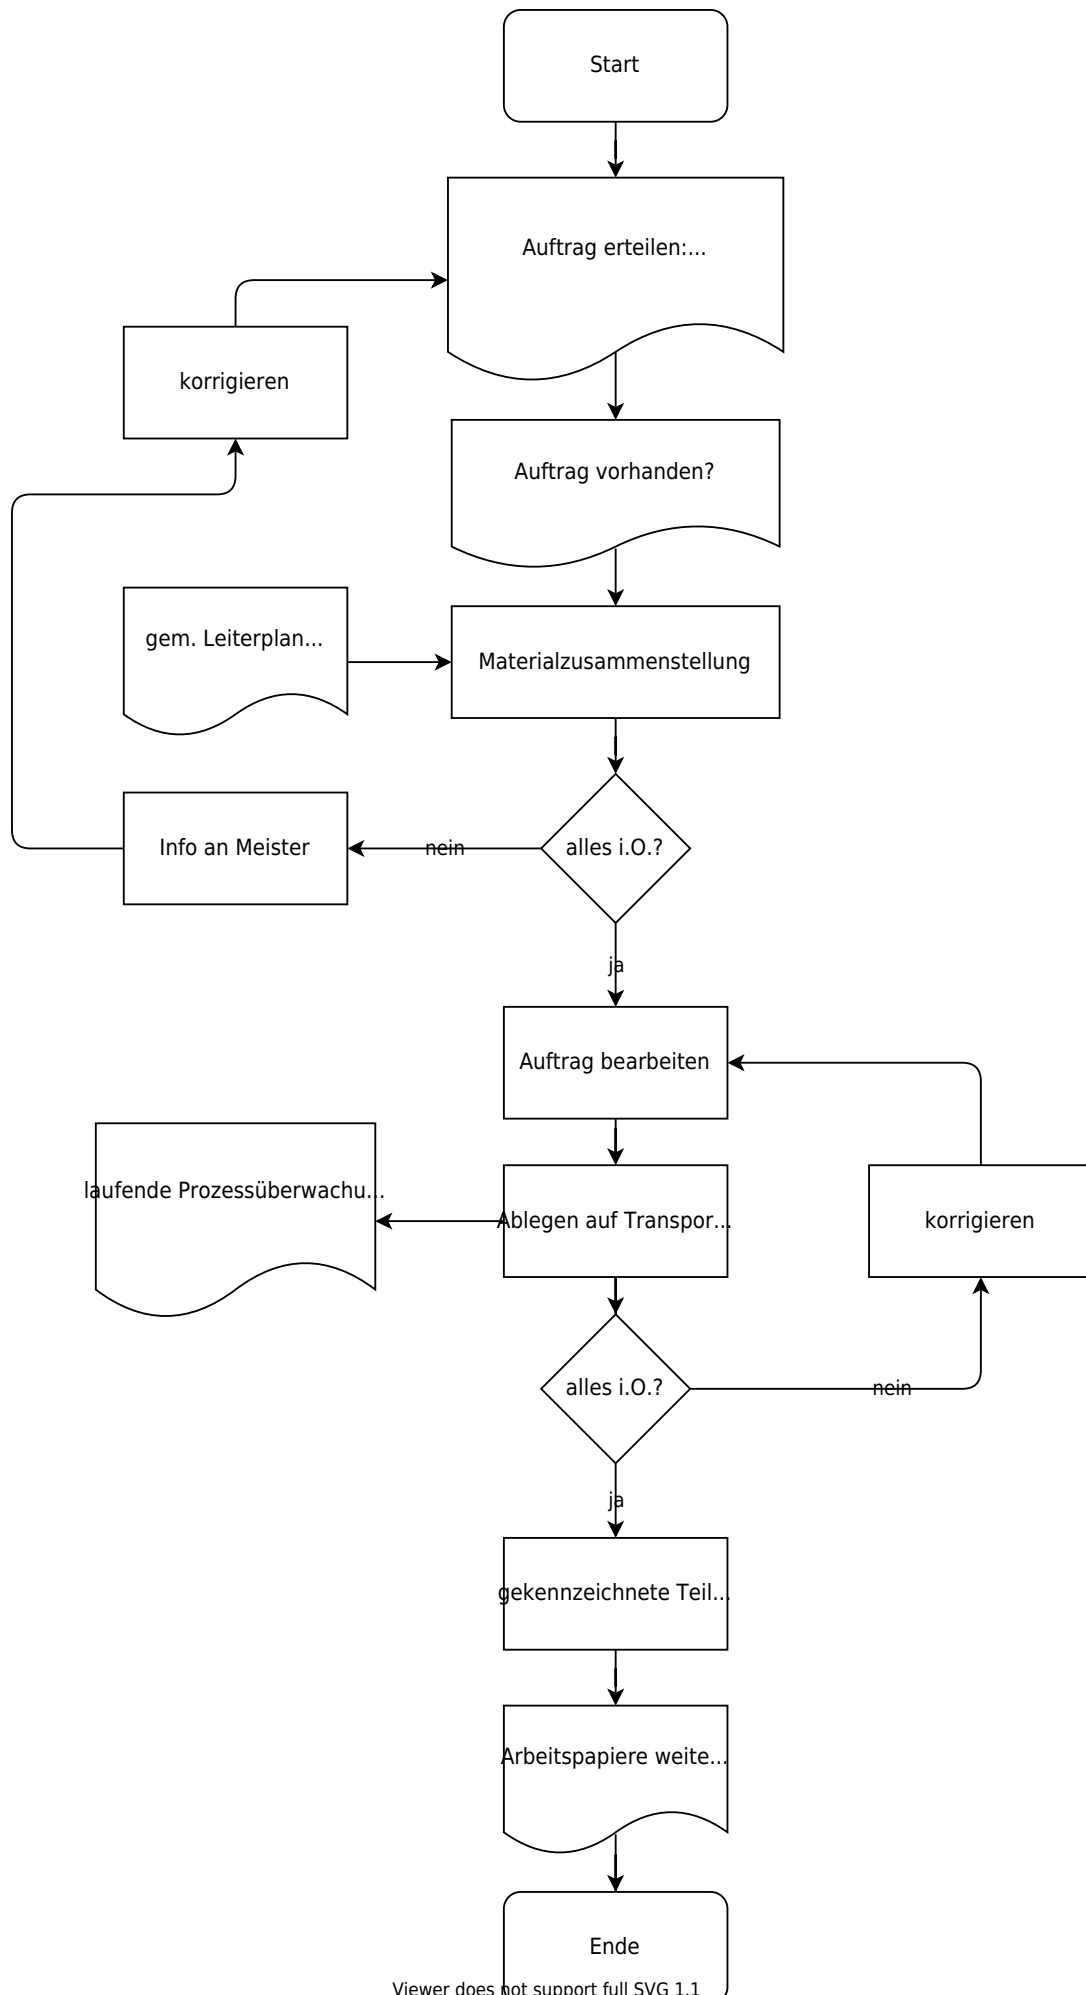 Start
Auftrag erteilen:...
korrigieren
Auftrag vorhanden?
gem. Leiterplan...
Materialzusammenstellung
Info an Meister
nein
alles i.O.?
ja
Auftrag bearbeiten
laufende Prozessüberwachu...
Ablegen auf Transpor...
korrigieren
alles i.O.?
nein
ja
gekennzeichnete Teil...
Arbeitspapiere weite...
Ende
Viewer does not support full SVG 1.1